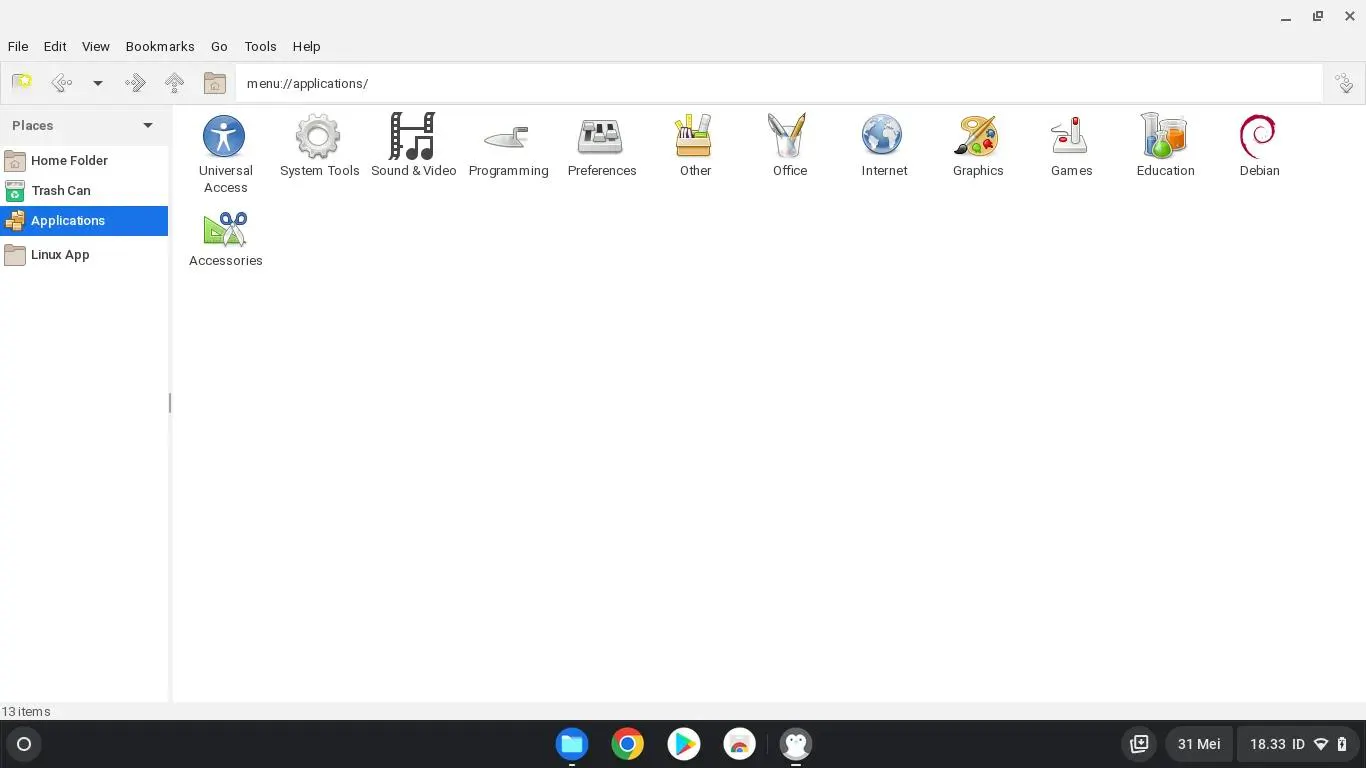 File Edit View Bookmarks Go Tools Help
menu://applications/
Places
Home Folder
Trash Can
Applications
Linux App
Universal
Access
System Tools
Sound & Video
Programming
Preferences
Other
Office
Internet
Graphics
Games
Education
Debian
Accessories
13 items
31 Mei
18.33 ID